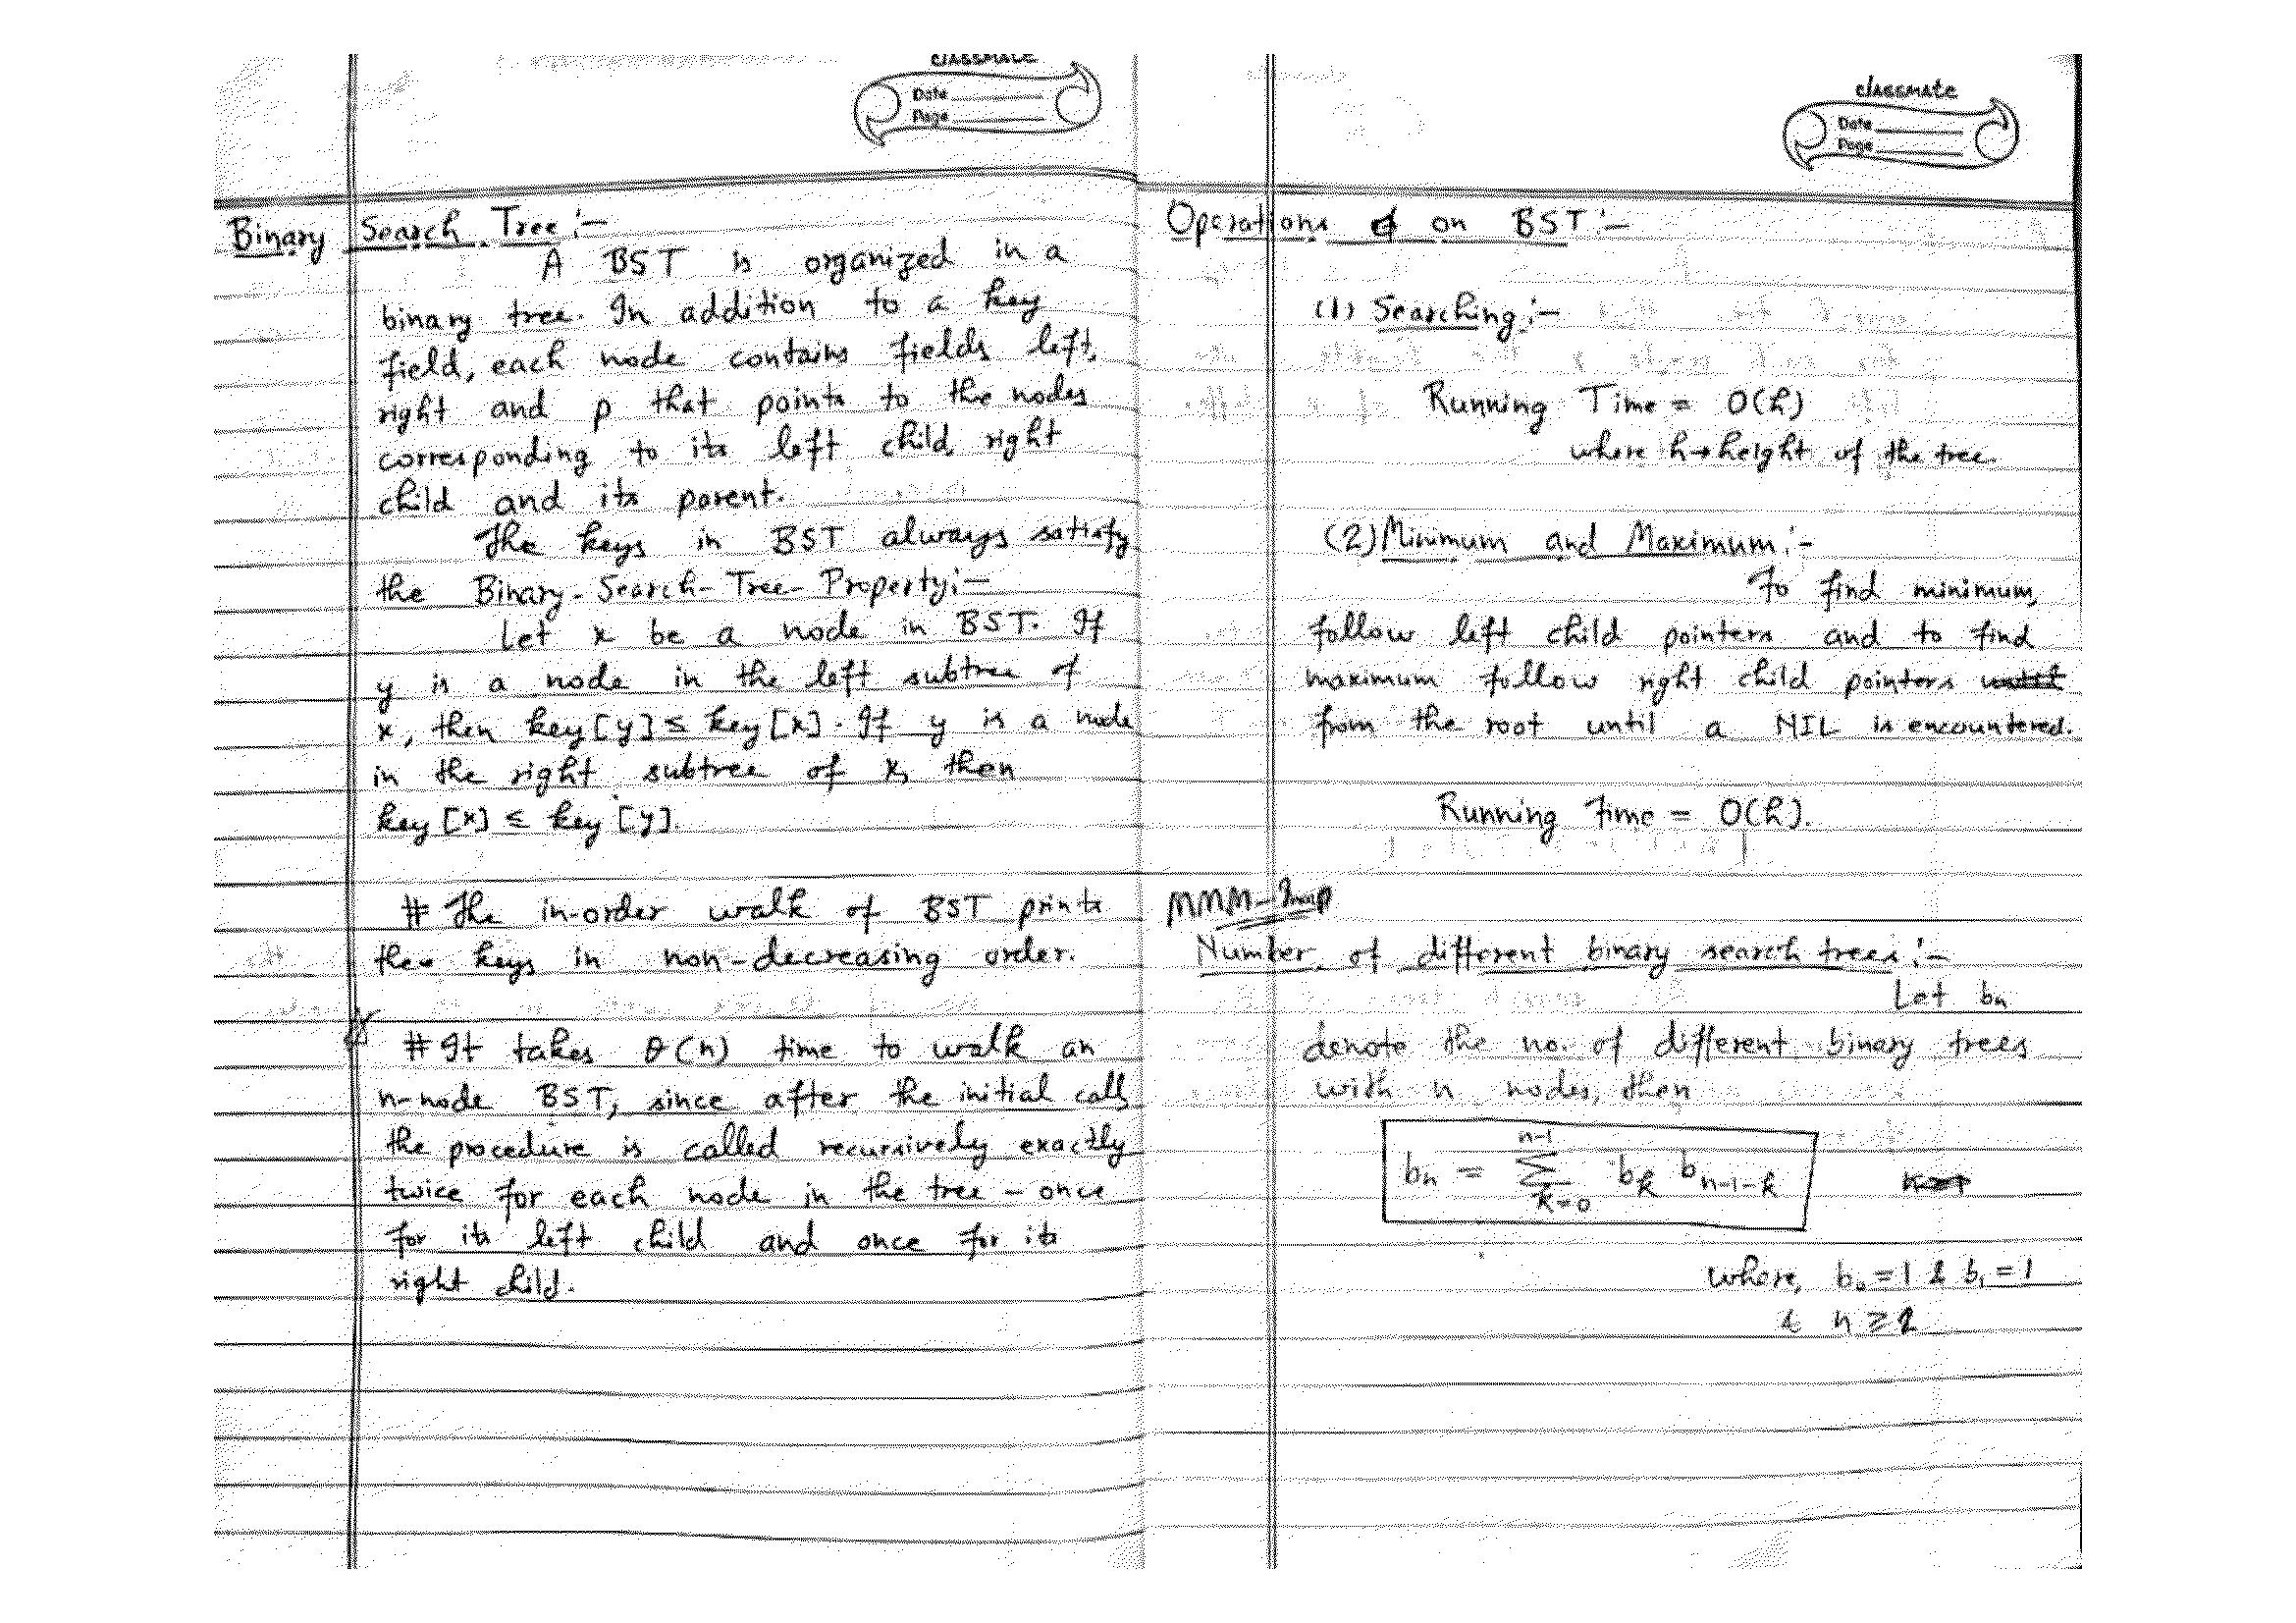 classmate
Date
Page
Binary Search Tree :-
A BST is organized in a
binary tree. In addition to a key
field, each node contains fields left,
right and p that points to the nodes
corresponding to its left child, right
child and its parent.
The keys in BST always satisfy
the Binary-Search-Tree-Property :-
Let x be a node in BST. If
y is a node in the left subtree of
x, then key[y] ≤ key[x]. If y is a node
in the right subtree of x, then
key[x] ≤ key[y].
# The in-order walk of BST prints
the keys in non-decreasing order.
# It takes θ(n) time to walk an
n-node BST, since after the initial call
the procedure is called recursively exactly
twice for each node in the tree - once
for its left child and once for its
right child.
classmate
Date
Page
Operations on BST :-
(1) Searching :-
Running Time = O(h)
where h→height of the tree.
(2) Minimum and Maximum :-
To find minimum,
follow left child pointers and to find
maximum follow right child pointers
from the root until a NIL is encountered.
Running Time = O(h).
MMM-Imp
Number of different binary search trees :-
Let bn
denote the no. of different binary trees
with n nodes, then
bn = Σ_{k=0}^{n-1} bk bn-1-k
where, b0 = 1 & b1 = 1
& n ≥ 2